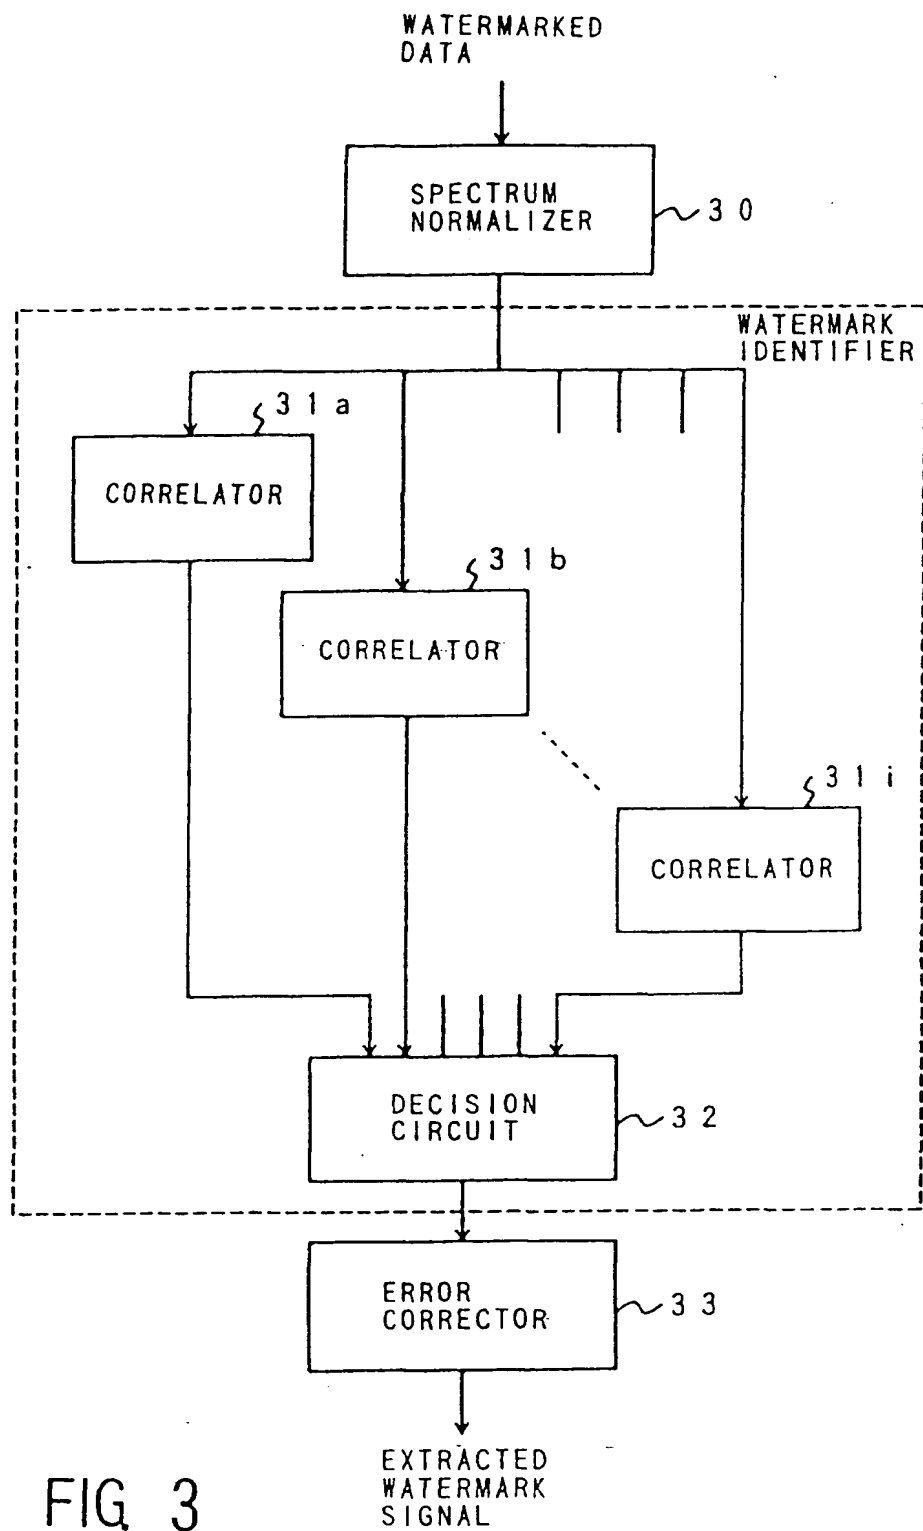 WATERMARKED
DATA
SPECTRUM
NORMALIZER
30
WATERMARK
IDENTIFIER
31a
CORRELATOR
31b
CORRELATOR
31i
CORRELATOR
DECISION
CIRCUIT
32
ERROR
CORRECTOR
33
EXTRACTED
WATERMARK
SIGNAL
FIG. 3